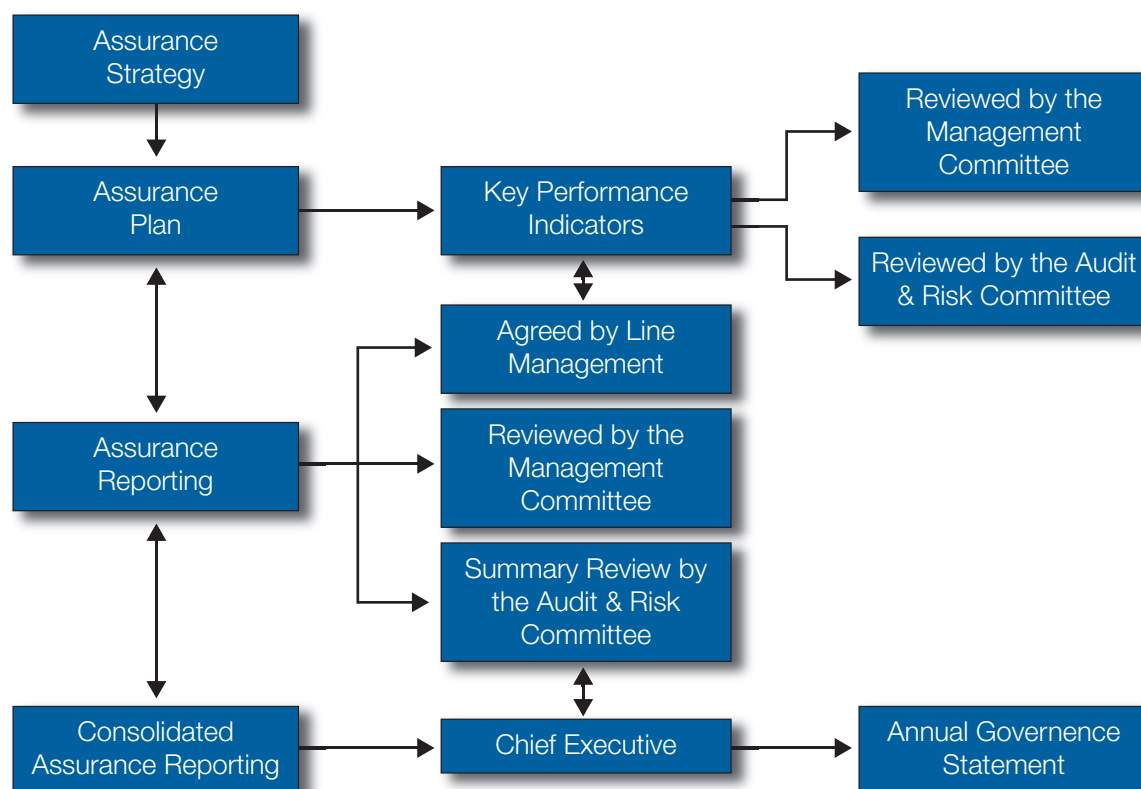 Assurance
Strategy
Reviewed by the
Management
Committee
Assurance
Plan
Key Performance
Indicators
Reviewed by the Audit
& Risk Committee
Agreed by Line
Management
Assurance
Reporting
Reviewed by the
Management
Committee
Summary Review by
the Audit & Risk
Committee
Consolidated
Assurance Reporting
Chief Executive
Annual Governence
Statement